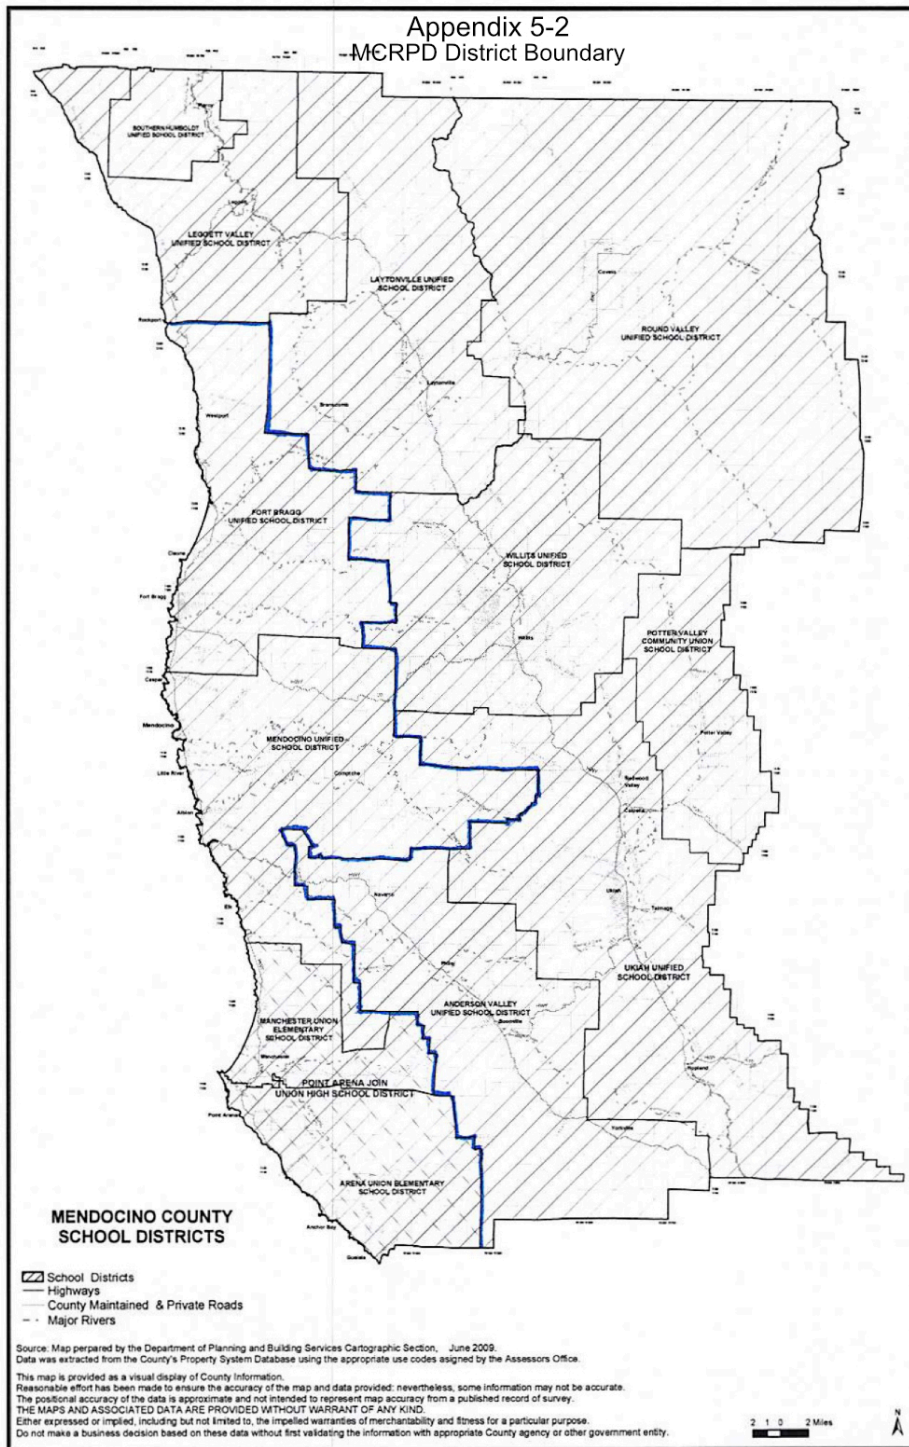 Appendix 5-2
MCRPD District Boundary
SOUTHERN HUMBOLDT
UNIFIED SCHOOL DISTRICT
Leggett
LEGGETT VALLEY
UNIFIED SCHOOL DISTIRCT
LAYTONVILLE UNIFIED
SCHOOL DISTRICT
Covelo
Rockport
ROUND VALLEY
UNIFIED SCHOOL DISTRICT
Laytonville
Branscomb
Westport
FORT BRAGG
UNIFIED SCHOOL DISTRICT
Cleone
WILLITS UNIFIED
SCHOOL DISTRICT
Fort Bragg
Willits
POTTER VALLEY
COMMUNITY UNION
SCHOOL DISTRICT
Caspar
Mendocino
Potter Valley
MENDOCINO UNIFIED
SCHOOL DISTRICT
Little River
Comptche
Redwood
Valley
Calpella
Albion
Navarro
Ukiah
Talmage
Elk
Philo
UKIAH UNIFIED
SCHOOL DISTRICT
ANDERSON VALLEY
UNIFIED SCHOOL DISTRICT
Boonville
MANCHESTER UNION
ELEMENTARY
SCHOOL DISTRICT
Manchester
Hopland
POINT ARENA JOIN
UNION HIGH SCHOOL DISTRICT
Point Arena
Yorkville
ARENA UNION ELEMENTARY
SCHOOL DISTRICT
Anchor Bay
Gualala
MENDOCINO COUNTY
SCHOOL DISTRICTS
School Districts
Highways
County Maintained & Private Roads
Major Rivers
Source: Map perpared by the Department of Planning and Building Services Cartographic Section, June 2009.
Data was extracted from the County's Property System Database using the appropriate use codes asigned by the Assessors Office.
This map is provided as a visual display of County Information.
Reasonable effort has been made to ensure the accuracy of the map and data provided: nevertheless, some information may not be accurate.
The positional accuracy of the data is approximate and not intended to represent map accuracy from a published record of survey.
THE MAPS AND ASSOCIATED DATA ARE PROVIDED WITHOUT WARRANT OF ANY KIND.
Either expressed or implied, including but not limited to, the impelled warranties of merchantability and fitness for a particular purpose.
Do not make a business decision based on these data without first validating the information with appropriate County agency or other government entity.
2 1 0 2 Miles
N